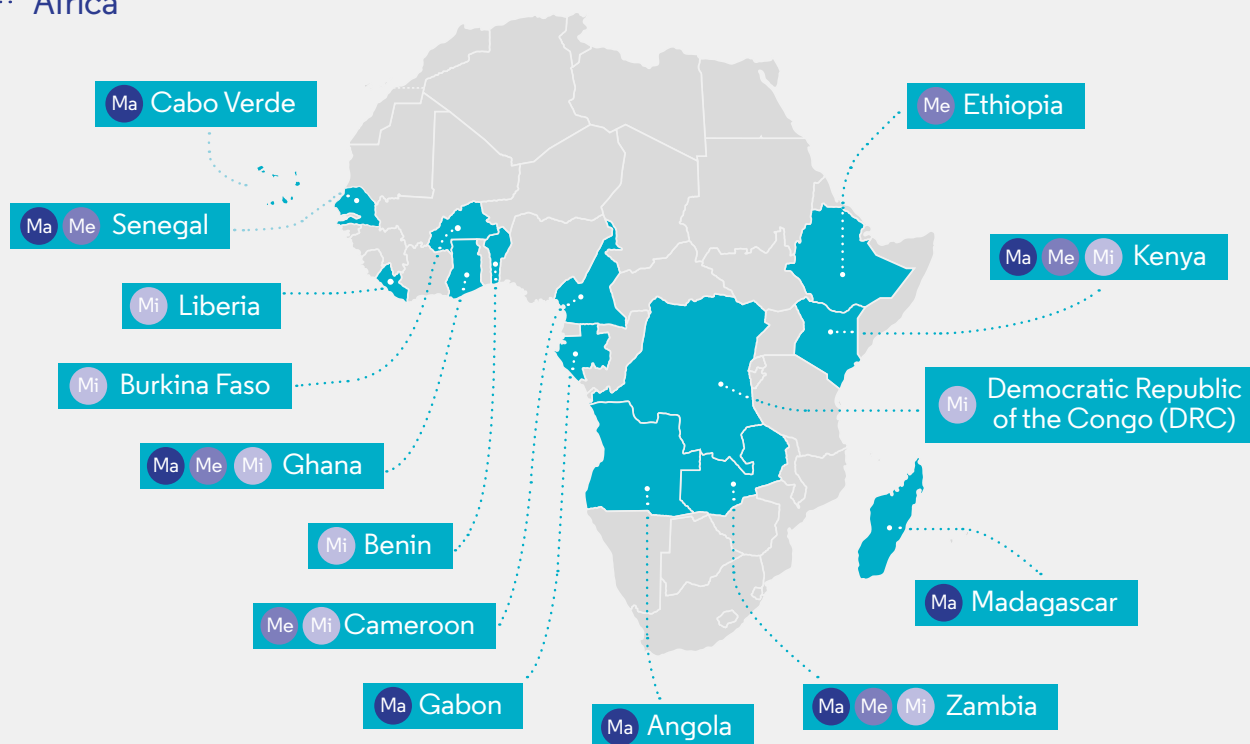 Africa
Ma Cabo Verde
Me Ethiopia
Ma Me Senegal
Ma Me Mi Kenya
Mi Liberia
Mi Burkina Faso
Mi Democratic Republic
of the Congo (DRC)
Ma Me Mi Ghana
Mi Benin
Ma Madagascar
Me Mi Cameroon
Ma Gabon
Ma Angola
Ma Me Mi Zambia